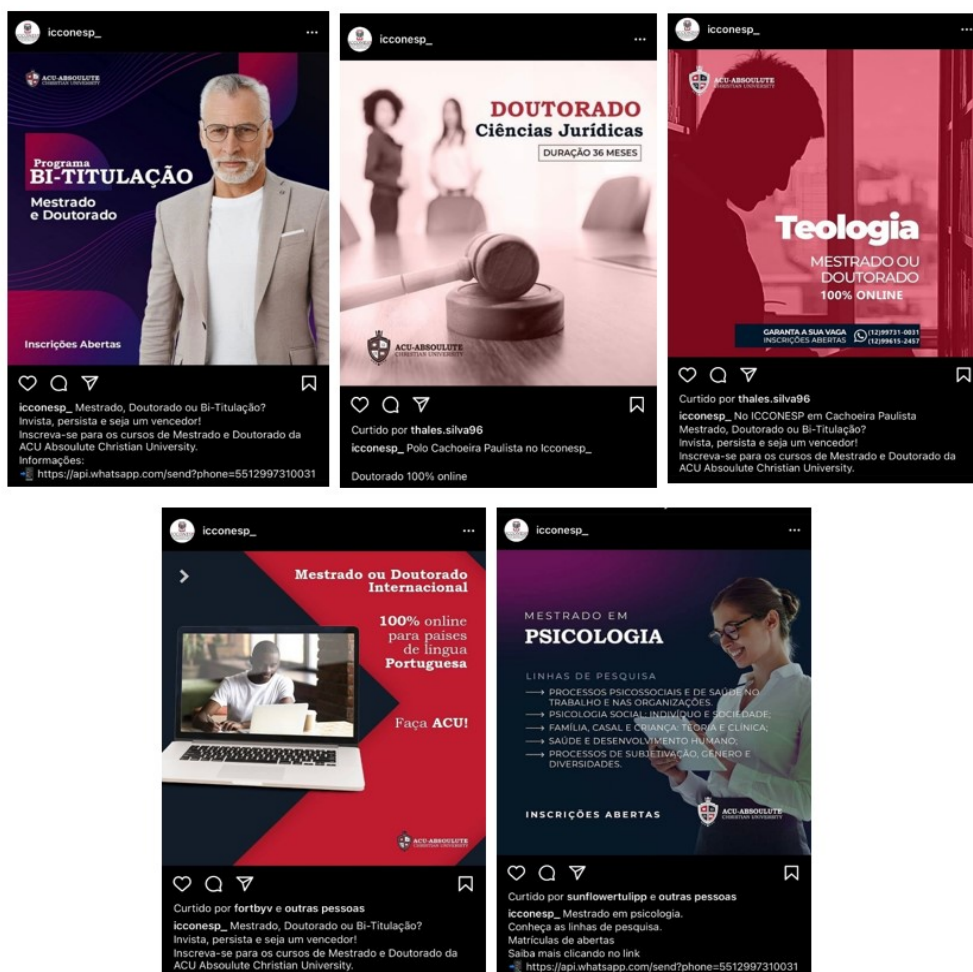 icconesp_
ACU-ABSOULUTE
CHRISTIAN UNIVERSITY
Programa
BI-TITULAÇÃO
Mestrado
e Doutorado
Inscrições Abertas
icconesp_ Mestrado, Doutorado ou Bi-Titulação?
Invista, persista e seja um vencedor!
Inscreva-se para os cursos de Mestrado e Doutorado da
ACU Absoulute Christian University.
Informações:
https://api.whatsapp.com/send?phone=5512997310031
icconesp_
DOUTORADO
Ciências Jurídicas
DURAÇÃO 36 MESES
ACU-ABSOULUTE
CHRISTIAN UNIVERSITY
Curtido por thales.silva96
icconesp_ Polo Cachoeira Paulista no Icconesp_
Doutorado 100% online
icconesp_
ACU-ABSOULUTE
CHRISTIAN UNIVERSITY
Teologia
MESTRADO OU
DOUTORADO
100% ONLINE
GARANTA A SUA VAGA
INSCRIÇÕES ABERTAS
(12)99731-0031
(12)99615-2457
Curtido por thales.silva96
icconesp_ No ICCONESP em Cachoeira Paulista
Mestrado, Doutorado ou Bi-Titulação?
Invista, persista e seja um vencedor!
Inscreva-se para os cursos de Mestrado e Doutorado da
ACU Absoulute Christian University.
icconesp_
Mestrado ou Doutorado
Internacional
100% online
para países
de língua
Portuguesa
Faça ACU!
ACU-ABSOULUTE
CHRISTIAN UNIVERSITY
Curtido por fortbyv e outras pessoas
icconesp_ Mestrado, Doutorado ou Bi-Titulação?
Invista, persista e seja um vencedor!
Inscreva-se para os cursos de Mestrado e Doutorado da
ACU Absoulute Christian University.
icconesp_
MESTRADO EM
PSICOLOGIA
LINHAS DE PESQUISA
PROCESSOS PSICOSSOCIAIS E DE SAÚDE NO
TRABALHO E NAS ORGANIZAÇÕES.
PSICOLOGIA SOCIAL: INDIVÍDUO E SOCIEDADE;
FAMÍLIA, CASAL E CRIANÇA: TEORIA E CLÍNICA;
SAÚDE E DESENVOLVIMENTO HUMANO;
PROCESSOS DE SUBJETIVAÇÃO, GÊNERO E
DIVERSIDADES.
INSCRIÇÕES ABERTAS
ACU-ABSOULUTE
CHRISTIAN UNIVERSITY
Curtido por sunflowertulipp e outras pessoas
icconesp_ Mestrado em psicologia.
Conheça as linhas de pesquisa.
Matrículas de abertas
Saiba mais clicando no link
https://api.whatsapp.com/send?phone=5512997310031